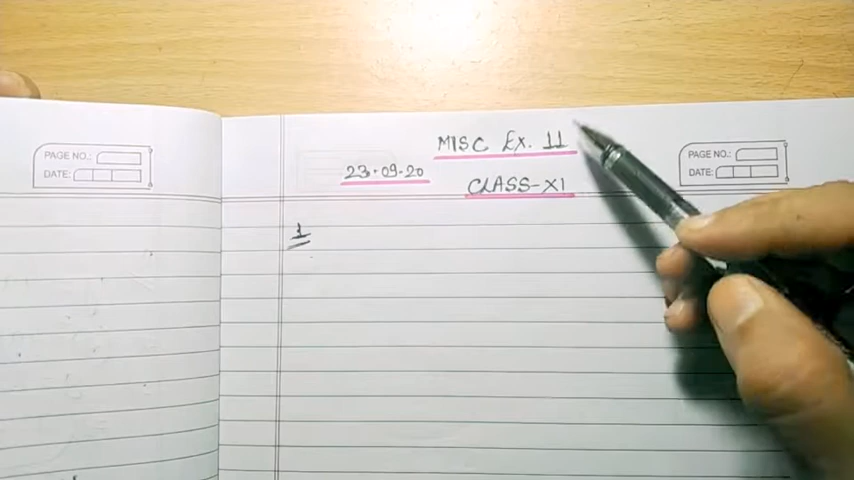 PAGE NO.:
DATE:
MISC EX. 11
23.09.20
CLASS-XI
PAGE NO.:
DATE:
1